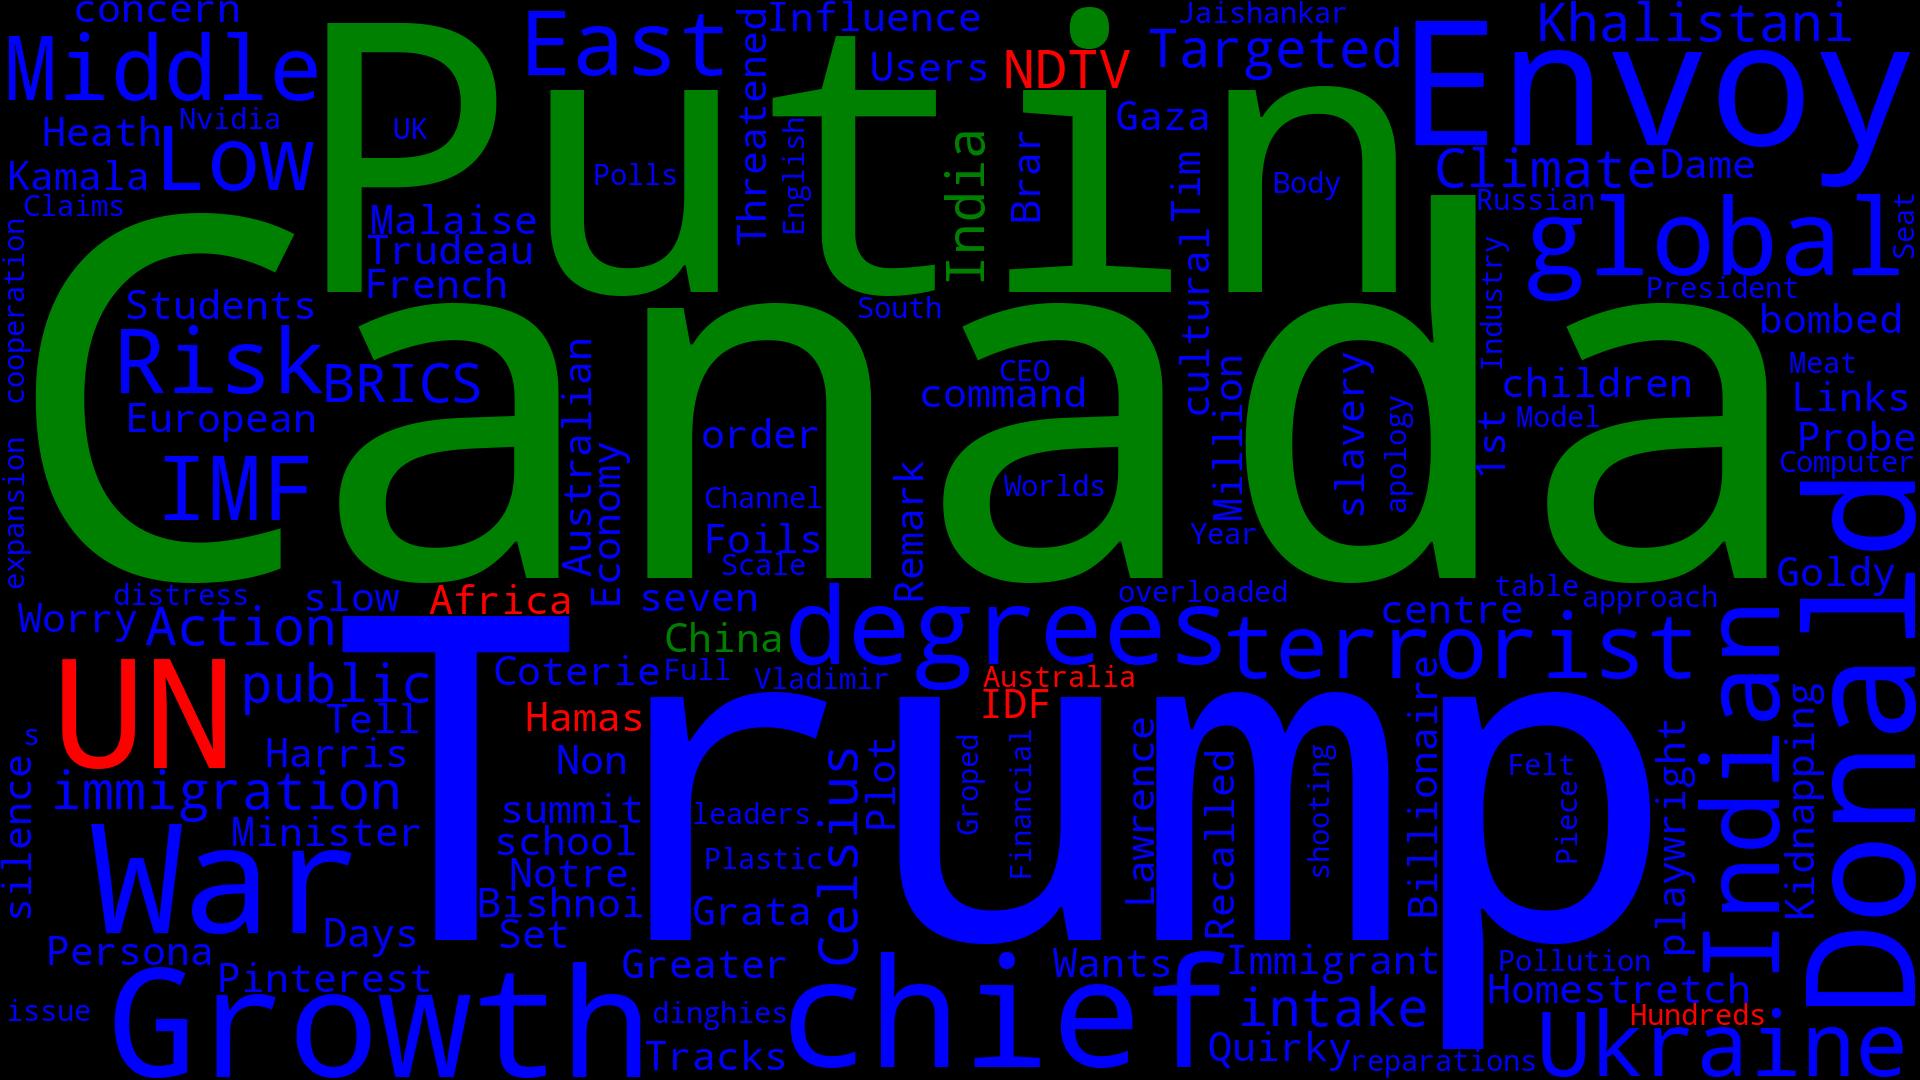 concern
Middle
Putin
East
Threatened
Influence
Users
NDTV
Jaishankar
Targeted
Khalistani
Envoy
Heath
Nvidia
Low
UK
Kamala
Claims
Polls
English
India
Brar
Gaza
Tim
Body
Climate
Dame
Russian
global
Seat
Malaise
Trudeau
French
cooperation
Canada
Students
Risk
BRICS
European
IMF
South
cultural
Industry
President
bombed
CEO
command
Australian
Economy
order
Channel
Foils
Scale
Remark
Worlds
Million
Year
slavery
apology
1st
children
Model
Meat
Links
Probe
Computer
expansion
Donald
Goldy
distress
slow
Africa
seven
degrees
overloaded
table
approach
centre
Worry
Action
Trump
China
terrorist
Indian
UN
public
Coterie
Full
Vladimir
Australia
IDF
Tell
Hamas
s
Harris
Non
immigration
silence
summit
leaders
school
Minister
War
Plastic
Notre
Bishnoi
Grata
Set
celsius
Plot
Groped
Financial
Lawrence
Recalled
shooting
Billionaire
Felt
Piece
playwright
Kidnapping
Days
Persona
Pinterest
Growth
issue
Greater
dinghies
Tracks
chief
Wants
Immigrant
intake
Quirky
reparations
Pollution
Homestretch
Hundreds
Ukraine